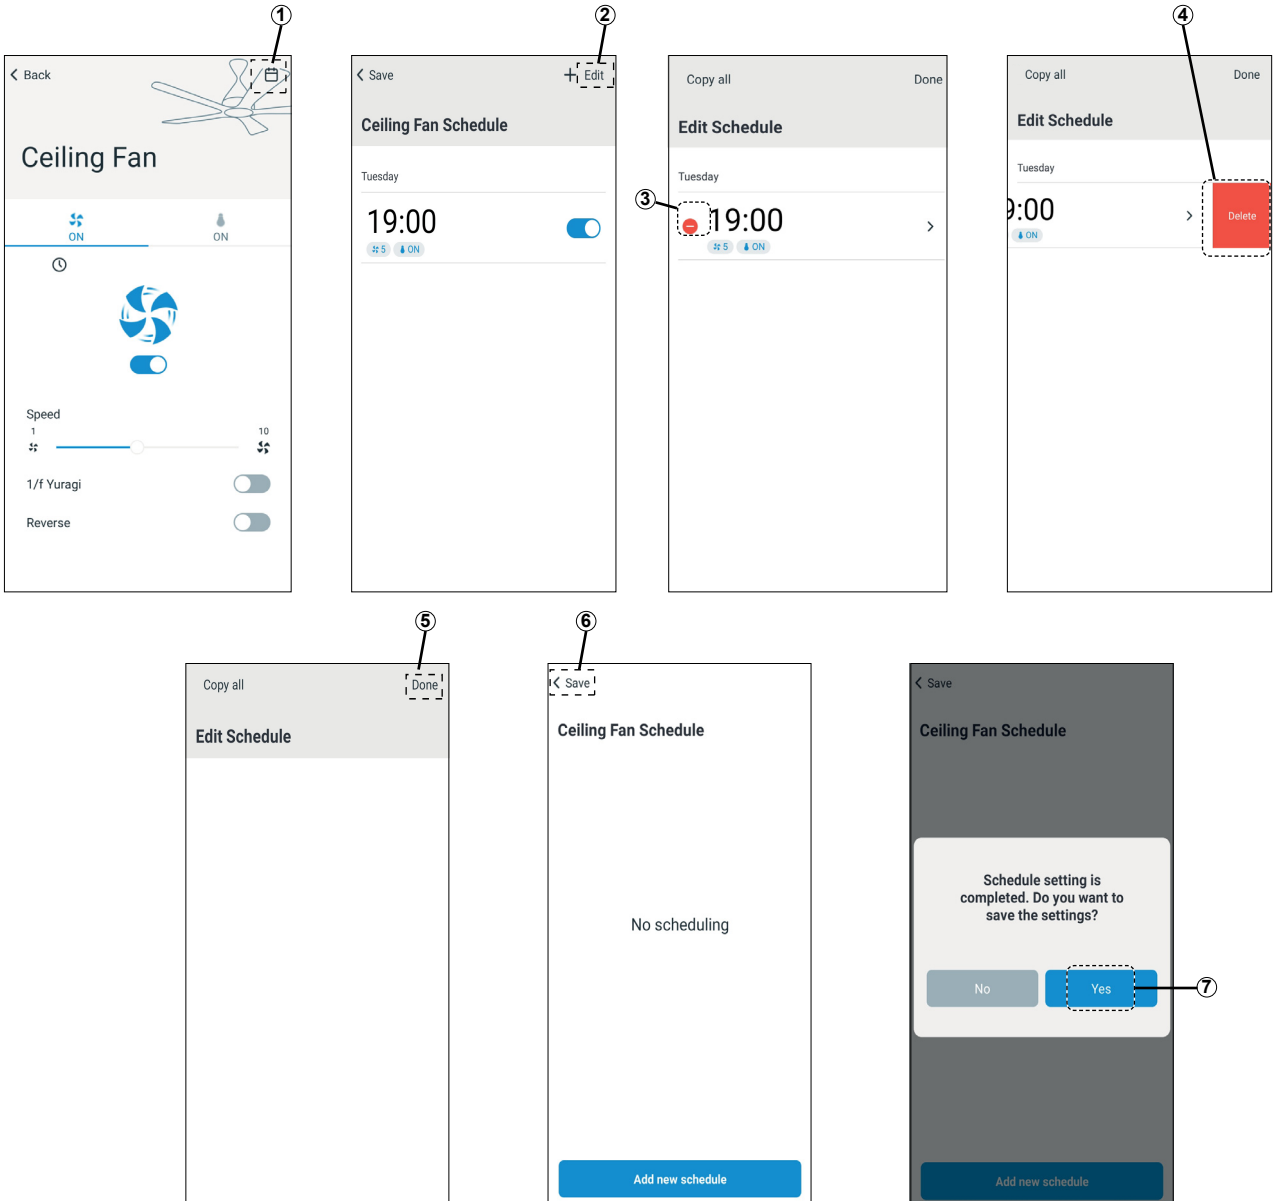 1
2
4
Back
Ceiling Fan
ON
ON
Speed
1
10
1/f Yuragi
Reverse
Save
+ Edit
Ceiling Fan Schedule
Tuesday
19:00
5
ON
3
Copy all
Done
Edit Schedule
Tuesday
19:00
5
ON
Copy all
Done
Edit Schedule
Tuesday
9:00
ON
Delete
5
6
Copy all
Done
Edit Schedule
Save
Ceiling Fan Schedule
No scheduling
Add new schedule
Save
Ceiling Fan Schedule
Schedule setting is
completed. Do you want to
save the settings?
No
Yes
7
Add new schedule